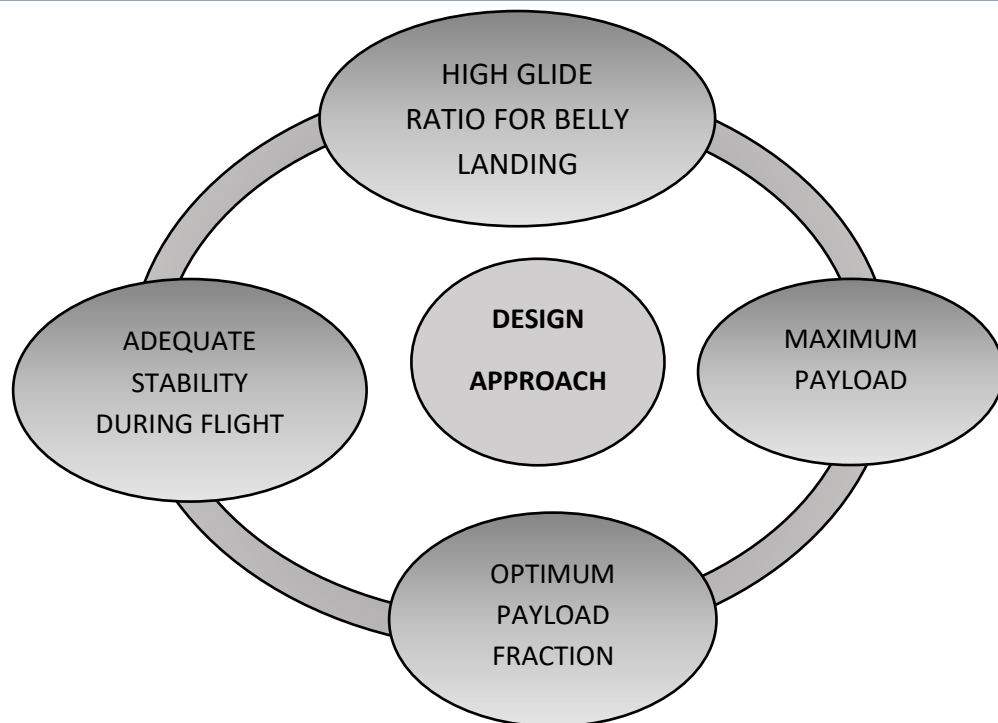 HIGH GLIDE
RATIO FOR BELLY
LANDING
DESIGN
APPROACH
ADEQUATE
STABILITY
DURING FLIGHT
MAXIMUM
PAYLOAD
OPTIMUM
PAYLOAD
FRACTION